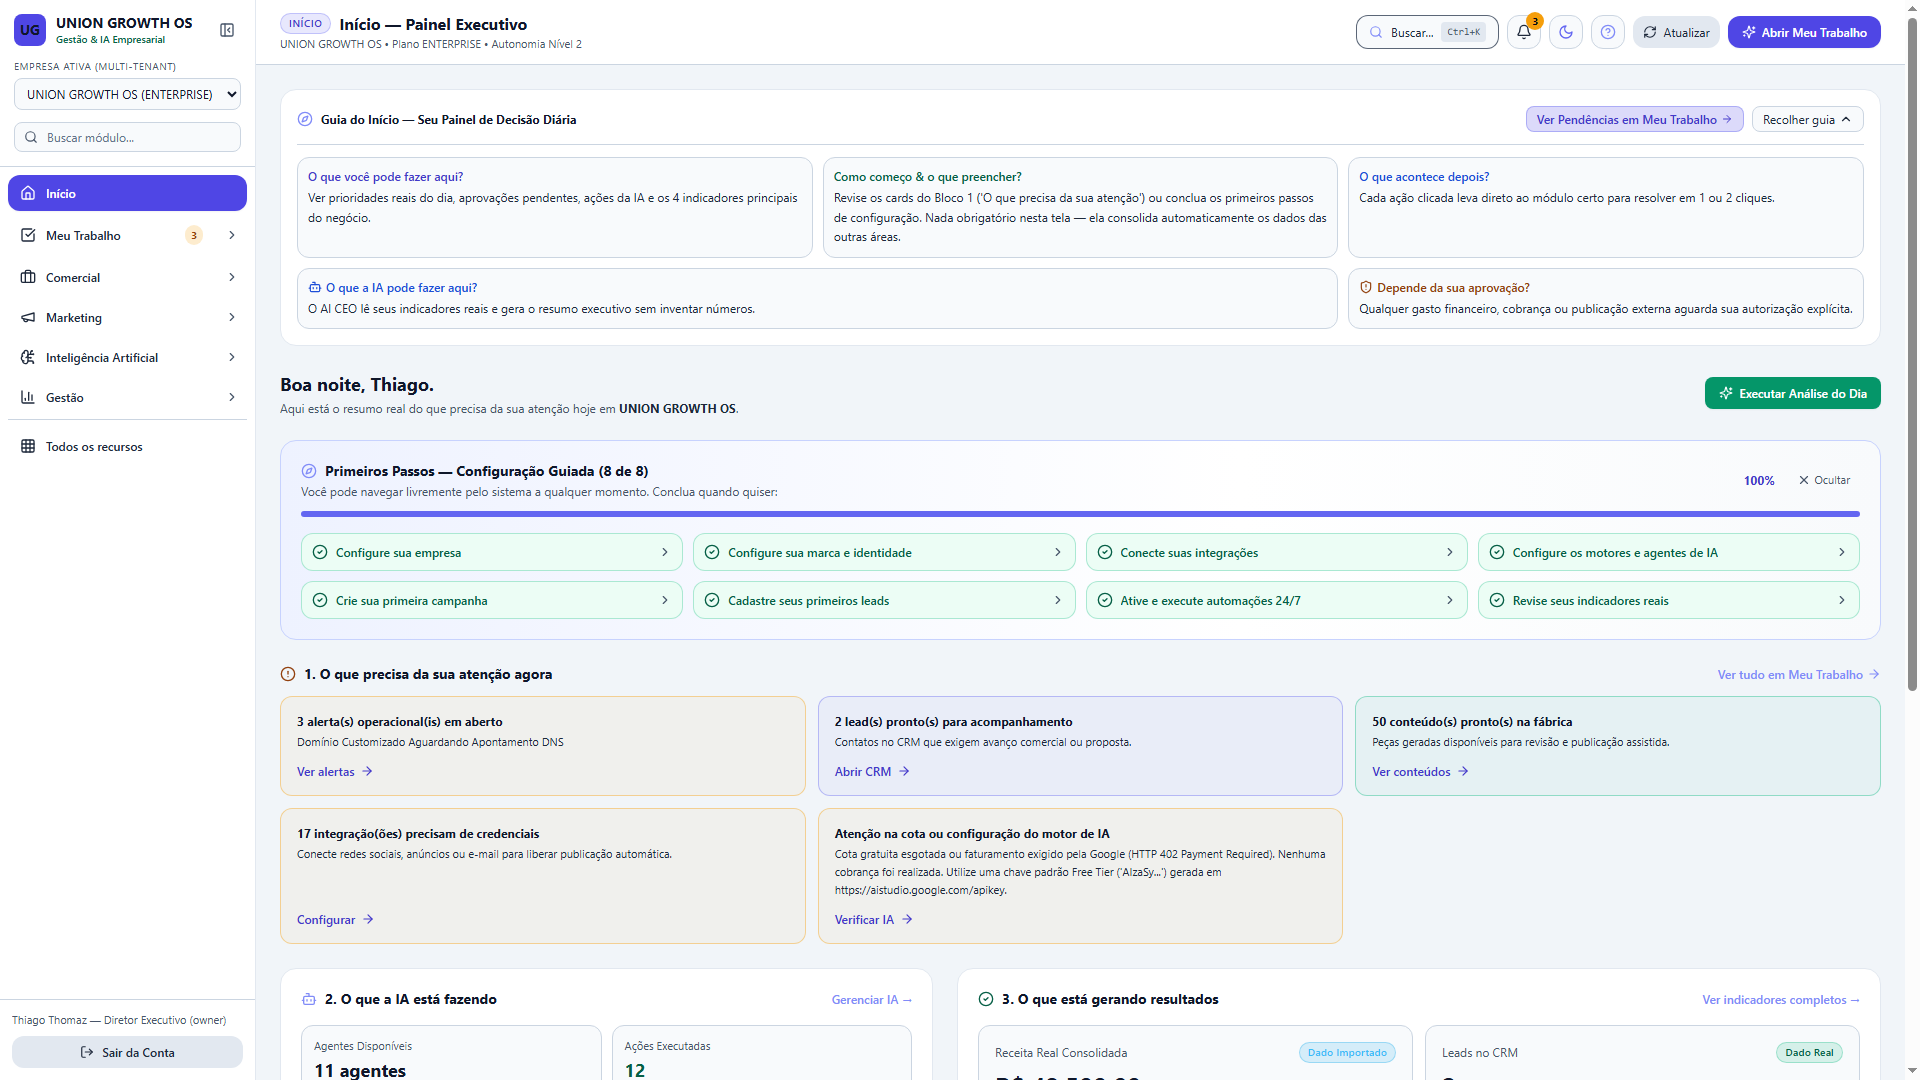 UG
UNION GROWTH OS
Gestão & IA Empresarial
EMPRESA ATIVA (MULTI-TENANT)
UNION GROWTH OS (ENTERPRISE)
Buscar módulo...
Início
Meu Trabalho 3
Comercial
Marketing
Inteligência Artificial
Gestão
Todos os recursos
Thiago Thomaz — Diretor Executivo (owner)
Sair da Conta
INÍCIO Início — Painel Executivo
UNION GROWTH OS • Plano ENTERPRISE • Autonomia Nível 2
Buscar... Ctrl+K
3
Atualizar
Abrir Meu Trabalho
Guia do Início — Seu Painel de Decisão Diária
Ver Pendências em Meu Trabalho →
Recolher guia
O que você pode fazer aqui?
Ver prioridades reais do dia, aprovações pendentes, ações da IA e os 4 indicadores principais
do negócio.
Como começo & o que preencher?
Revise os cards do Bloco 1 ('O que precisa da sua atenção') ou conclua os primeiros passos
de configuração. Nada obrigatório nesta tela — ela consolida automaticamente os dados das
outras áreas.
O que acontece depois?
Cada ação clicada leva direto ao módulo certo para resolver em 1 ou 2 cliques.
O que a IA pode fazer aqui?
O AI CEO lê seus indicadores reais e gera o resumo executivo sem inventar números.
Depende da sua aprovação?
Qualquer gasto financeiro, cobrança ou publicação externa aguarda sua autorização explícita.
Boa noite, Thiago.
Aqui está o resumo real do que precisa da sua atenção hoje em UNION GROWTH OS.
Executar Análise do Dia
Primeiros Passos — Configuração Guiada (8 de 8)
Você pode navegar livremente pelo sistema a qualquer momento. Conclua quando quiser:
100%
Ocultar
Configure sua empresa
Configure sua marca e identidade
Conecte suas integrações
Configure os motores e agentes de IA
Crie sua primeira campanha
Cadastre seus primeiros leads
Ative e execute automações 24/7
Revise seus indicadores reais
1. O que precisa da sua atenção agora
Ver tudo em Meu Trabalho →
3 alerta(s) operacional(is) em aberto
Domínio Customizado Aguardando Apontamento DNS
Ver alertas →
2 lead(s) pronto(s) para acompanhamento
Contatos no CRM que exigem avanço comercial ou proposta.
Abrir CRM →
50 conteúdo(s) pronto(s) na fábrica
Peças geradas disponíveis para revisão e publicação assistida.
Ver conteúdos →
17 integração(ões) precisam de credenciais
Conecte redes sociais, anúncios ou e-mail para liberar publicação automática.
Configurar →
Atenção na cota ou configuração do motor de IA
Cota gratuita esgotada ou faturamento exigido pela Google (HTTP 402 Payment Required). Nenhuma
cobrança foi realizada. Utilize uma chave padrão Free Tier ('AIzaSy...') gerada em
https://aistudio.google.com/apikey.
Verificar IA →
2. O que a IA está fazendo
Gerenciar IA →
Agentes Disponíveis
11 agentes
Ações Executadas
12
3. O que está gerando resultados
Ver indicadores completos →
Receita Real Consolidada
Dado Importado
Leads no CRM
Dado Real